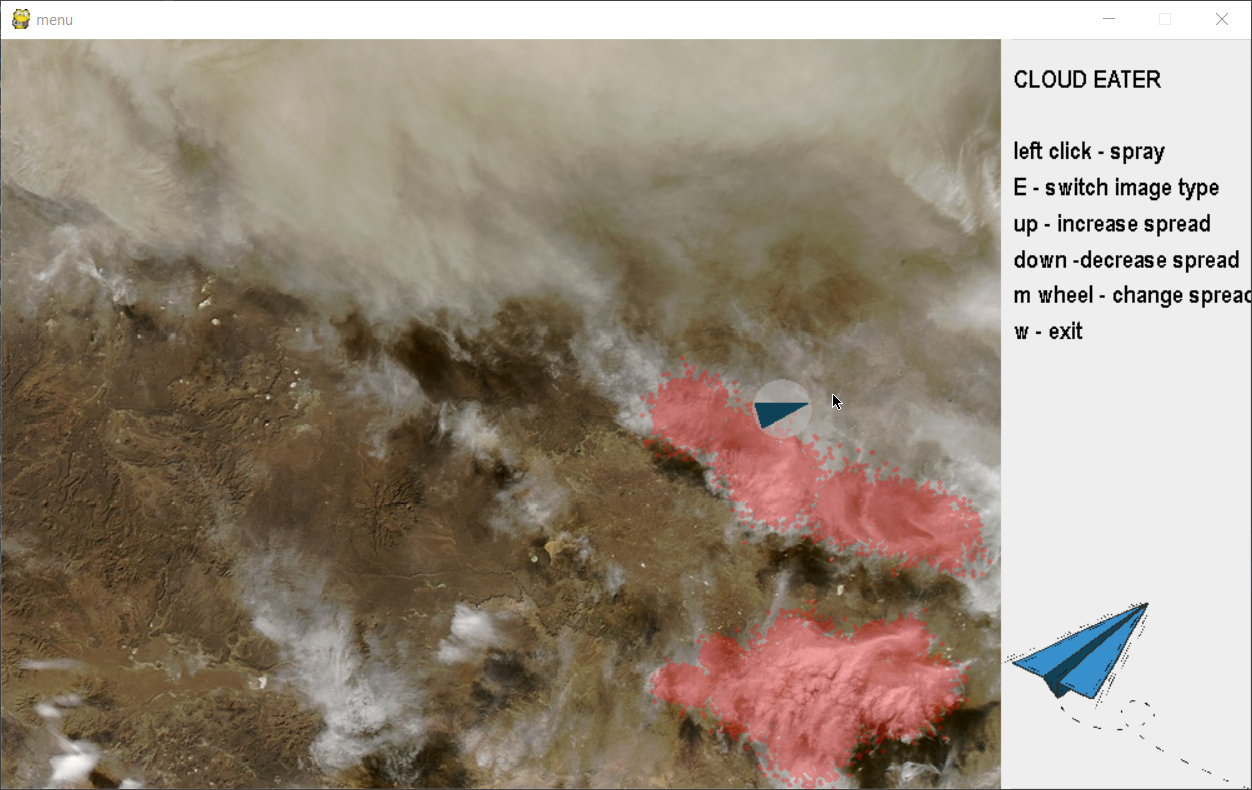 menu
CLOUD EATER
left click - spray
E - switch image type
up - increase spread
down -decrease spread
m wheel - change spread
w - exit